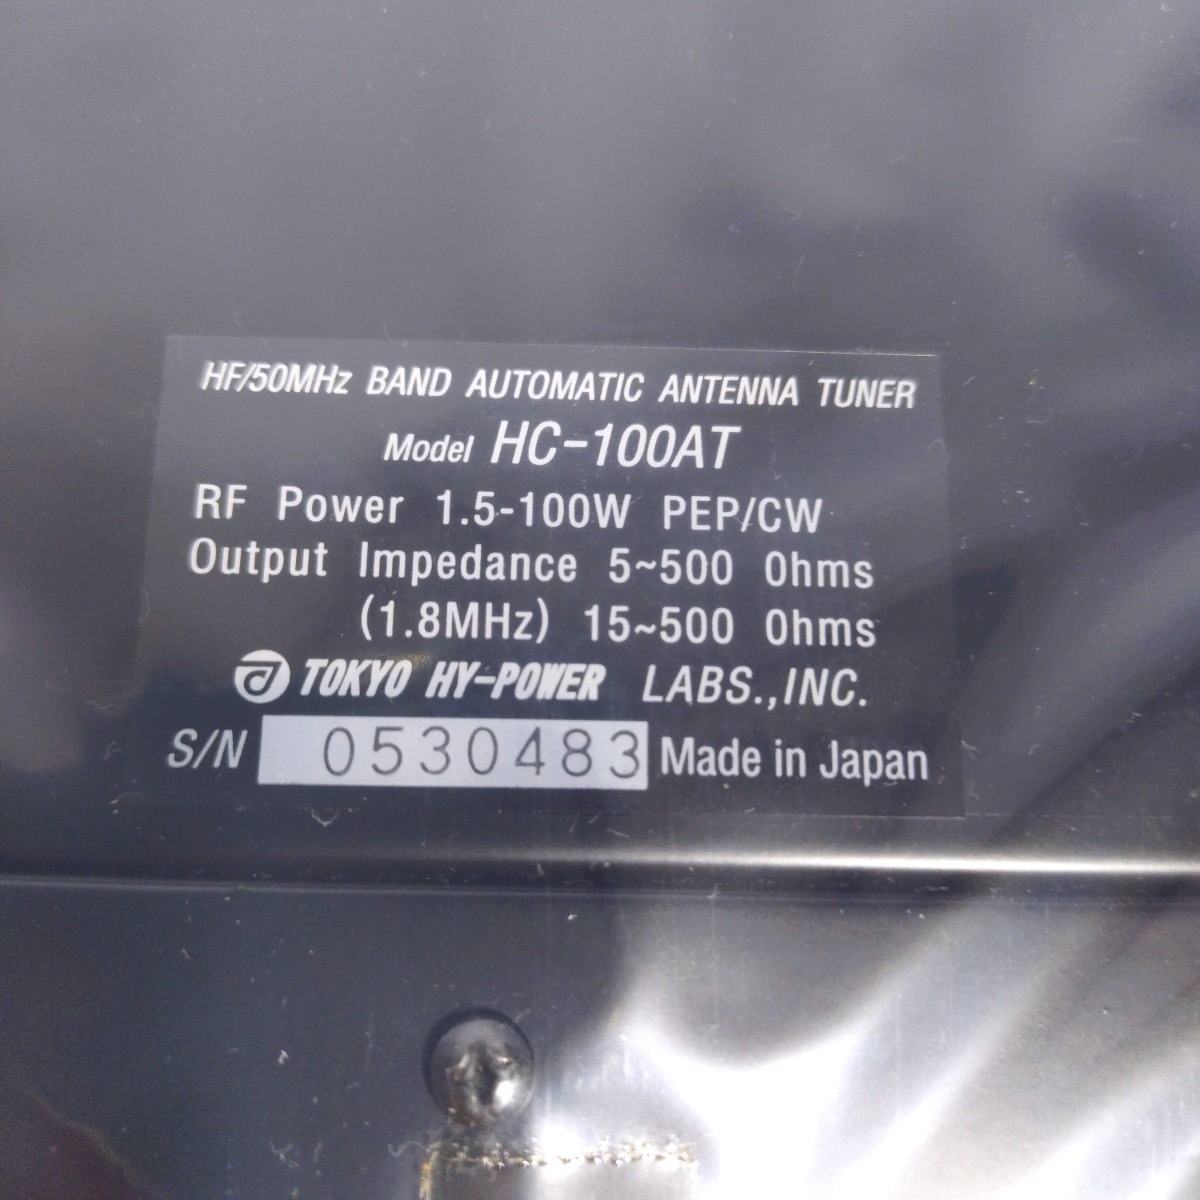 HF/50MHz BAND AUTOMATIC ANTENNA TUNER
Model HC-100AT
RF Power 1.5-100W PEP/CW
Output Impedance 5~500 Ohms
(1.8MHz) 15~500 Ohms
TOKYO HY-POWER LABS.,INC.
S/N 0530483 Made in Japan